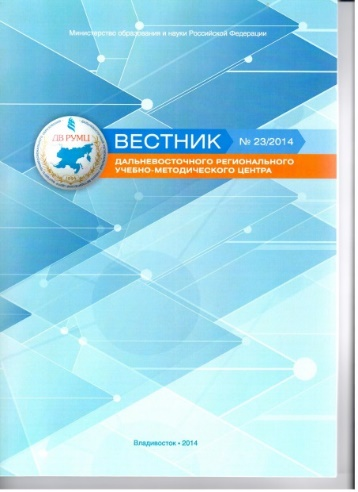 Министерство образования и науки Российской Федерации
ДВ РУМЦ
ВЕСТНИК № 23/2014
ДАЛЬНЕВОСТОЧНОГО РЕГИОНАЛЬНОГО
УЧЕБНО-МЕТОДИЧЕСКОГО ЦЕНТРА
Владивосток • 2014